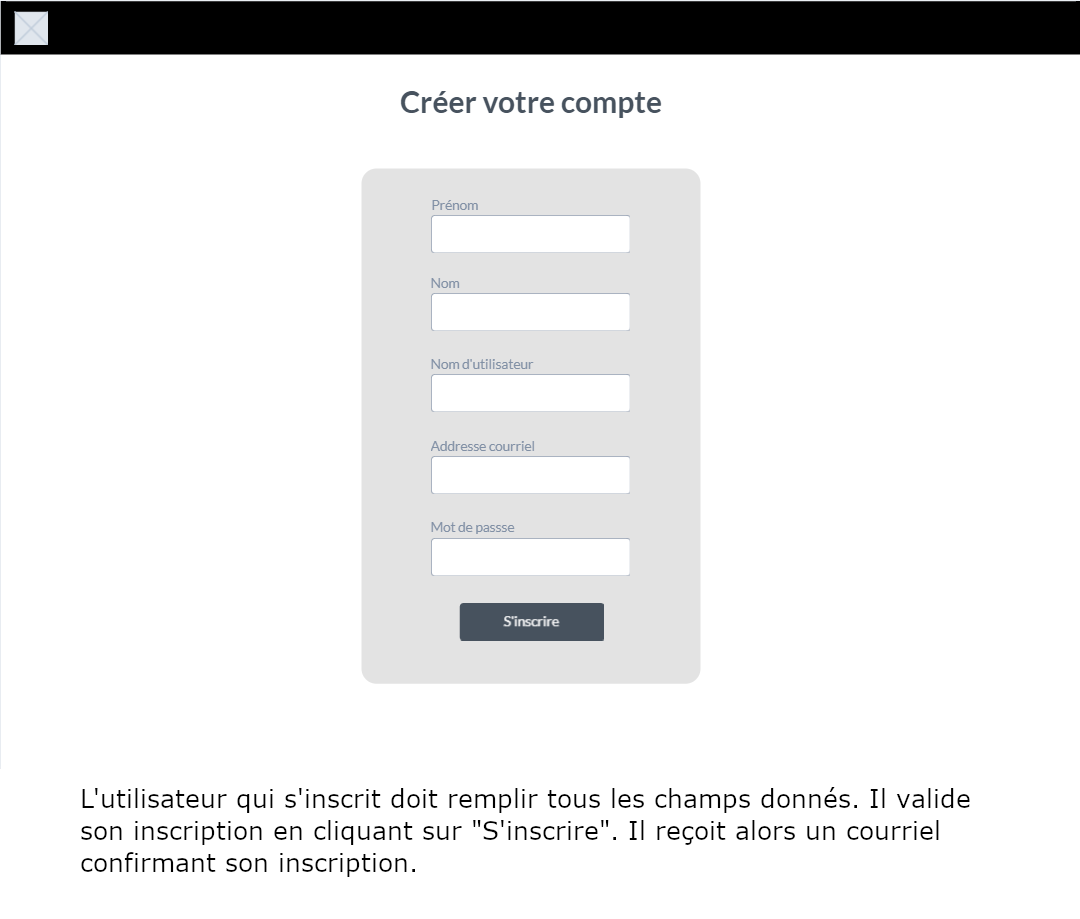 Créer votre compte
Prénom
Nom
Nom d'utilisateur
Addresse courriel
Mot de passse
S'inscrire
L'utilisateur qui s'inscrit doit remplir tous les champs donnés. Il valide
son inscription en cliquant sur "S'inscrire". Il reçoit alors un courriel
confirmant son inscription.